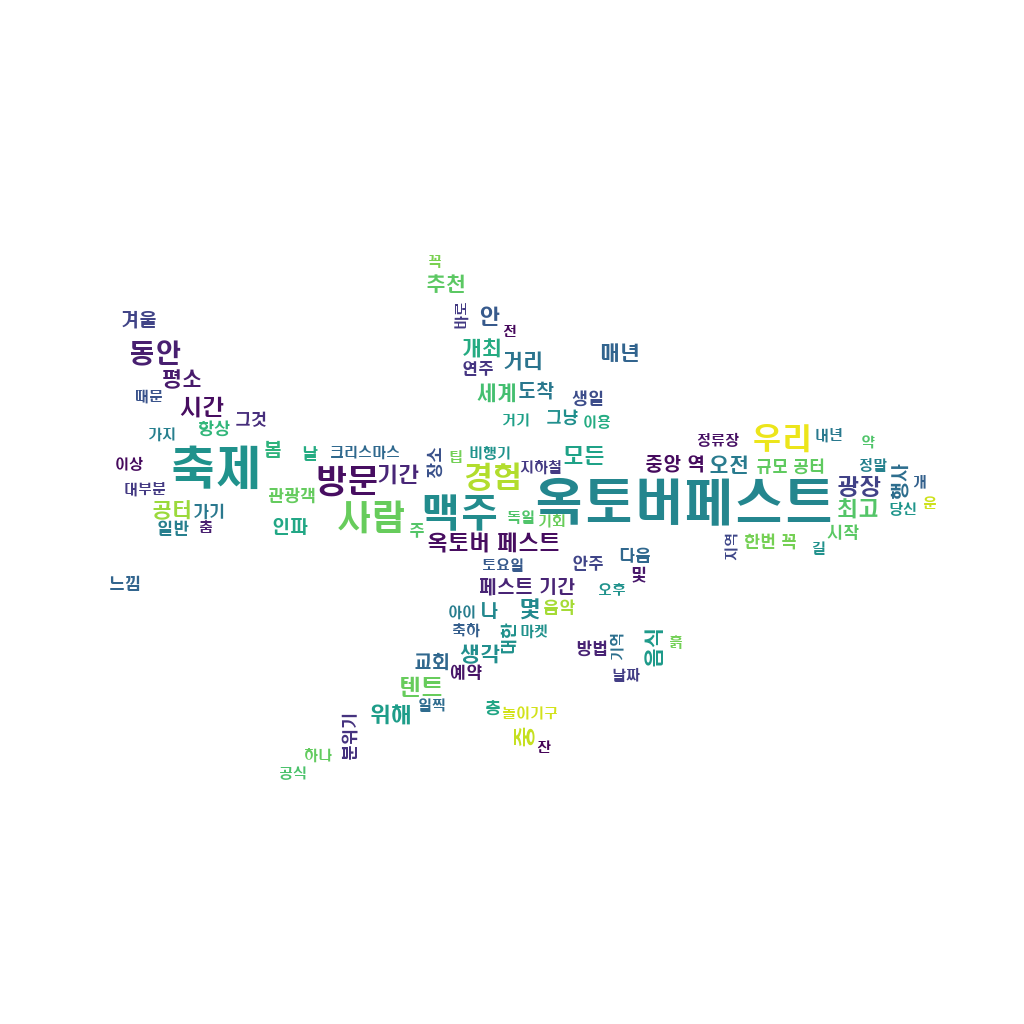 꼭
추천
바로
안
전
겨울
동안
개최
거리
매년
평소
연주
때문
시간
세계
도착
생일
그것
항상
거기
그냥
이용
가지
봄
날
크리스마스
장소
팁
비행기
모든
정류장
우리
내년
약
이상
축제
방문
기간
경험
지하철
중앙 역
오전
규모 공터
정말
행사
대부분
관광객
광장
개
공터
가기
사람
맥주
옥토버페스트
최고
당신
운
일반
춤
인파
주
독일
기회
옥토버 페스트
지역
한번 꼭
시작
길
토요일
안주
다음
및
느낌
페스트 기간
오후
아이
나
몇
음악
축하
대한
마켓
방법
기억
음식
흙
교회
생각
예약
날짜
텐트
위해
일찍
층
놀이기구
분위기
중
잔
하나
공식